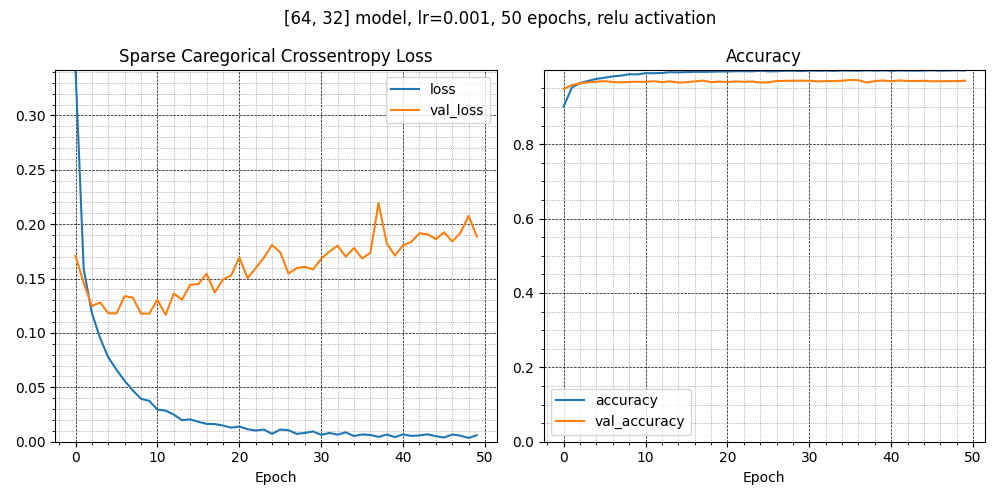 [64, 32] model, lr=0.001, 50 epochs, relu activation
Sparse Caregorical Crossentropy Loss
loss
val_loss
0.30
0.25
0.20
0.15
0.10
0.05
0.00
0 10 20 30 40 50
Epoch
Accuracy
0.8
0.6
0.4
0.2
0.0
accuracy
val_accuracy
0 10 20 30 40 50
Epoch